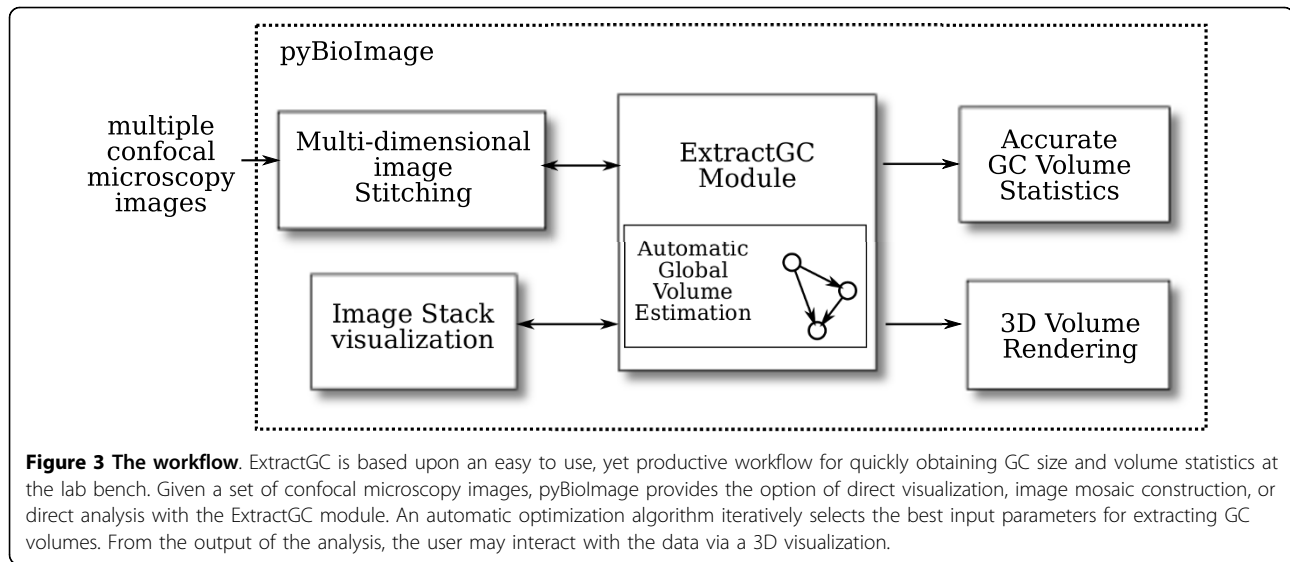 pyBioImage
multiple
confocal
microscopy
images
Multi-dimensional
image
Stitching
ExtractGC
Module
Accurate
GC Volume
Statistics
Automatic
Global
Volume
Estimation
Image Stack
visualization
3D Volume
Rendering
Figure 3 The workflow. ExtractGC is based upon an easy to use, yet productive workflow for quickly obtaining GC size and volume statistics at
the lab bench. Given a set of confocal microscopy images, pyBioImage provides the option of direct visualization, image mosaic construction, or
direct analysis with the ExtractGC module. An automatic optimization algorithm iteratively selects the best input parameters for extracting GC
volumes. From the output of the analysis, the user may interact with the data via a 3D visualization.